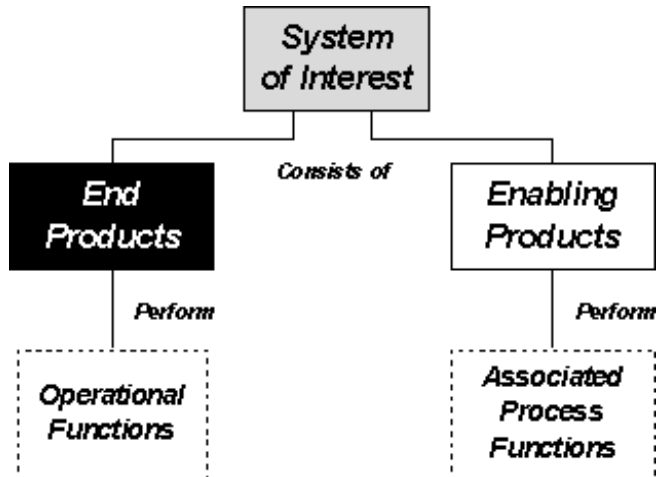 System
of Interest
Consists of
End
Products
Enabling
Products
Perform
Perform
Operational
Functions
Associated
Process
Functions